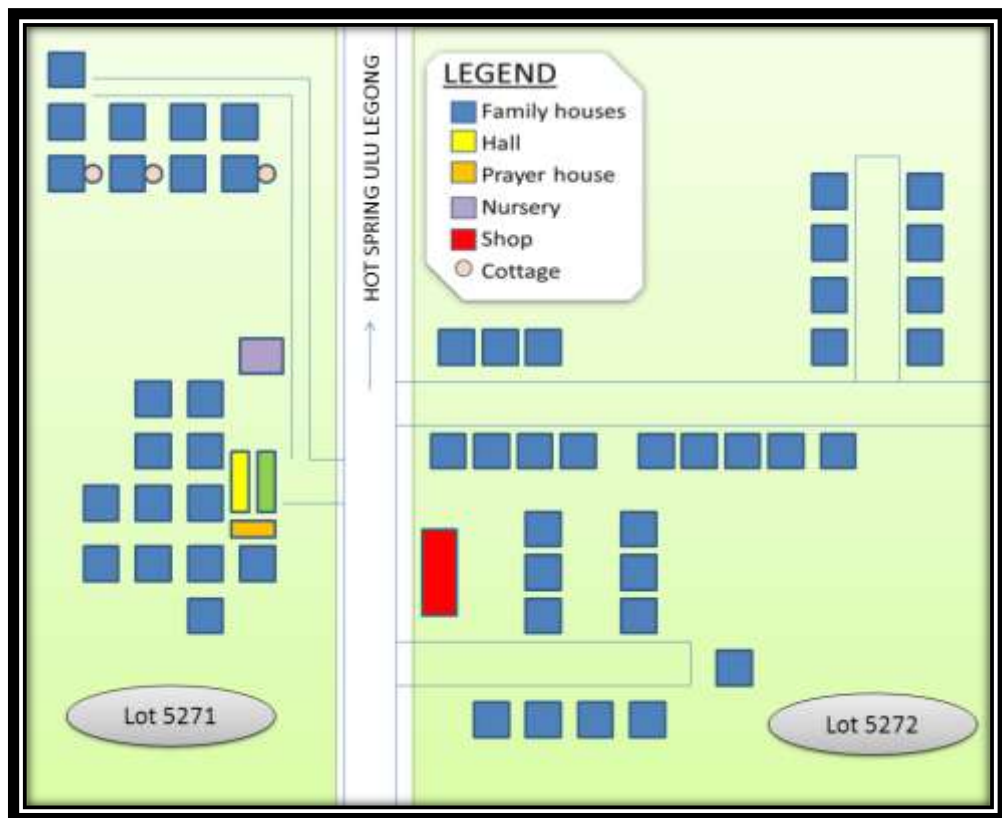 HOT SPRING ULU LEGONG
LEGEND
Family houses
Hall
Prayer house
Nursery
Shop
Cottage
Lot 5271
Lot 5272